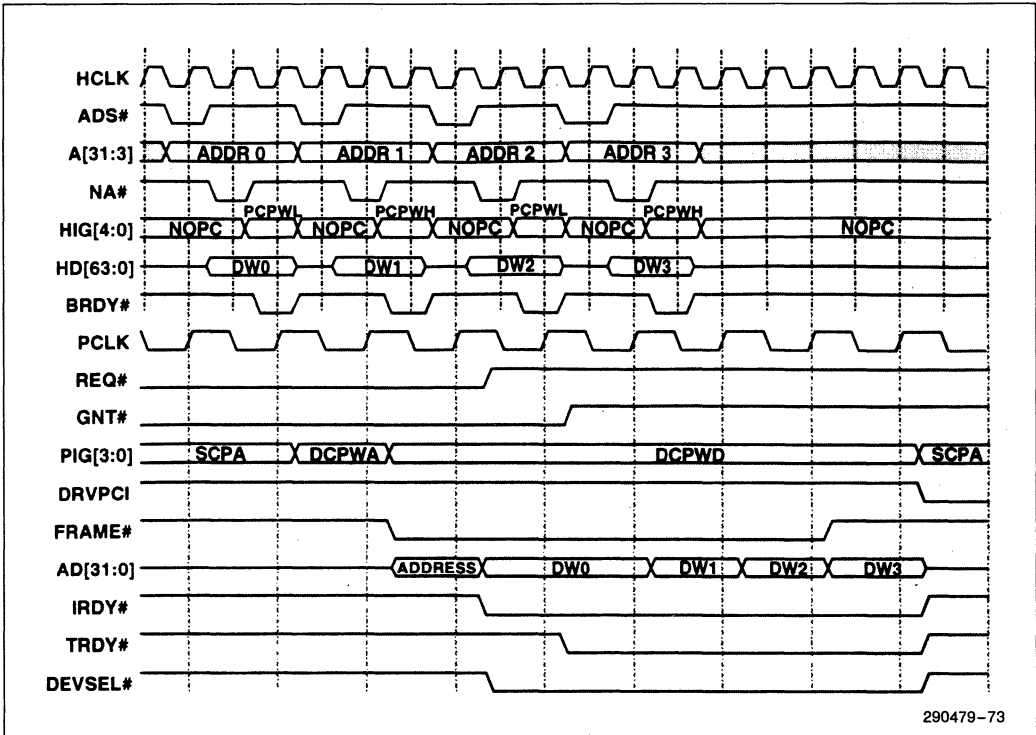 HCLK
ADS#
A[31:3] ADDR 0 ADDR 1 ADDR 2 ADDR 3
NA#
PCPWL PCPWH PCPWL PCPWH
HIG[4:0] NOPC NOPC NOPC NOPC NOPC
HD[63:0] DW0 DW1 DW2 DW3
BRDY#
PCLK
REQ#
GNT#
PIG[3:0] SCPA DCPWA DCPWD SCPA
DRVPCI
FRAME#
AD[31:0] ADDRESS DW0 DW1 DW2 DW3
IRDY#
TRDY#
DEVSEL#
290479-73